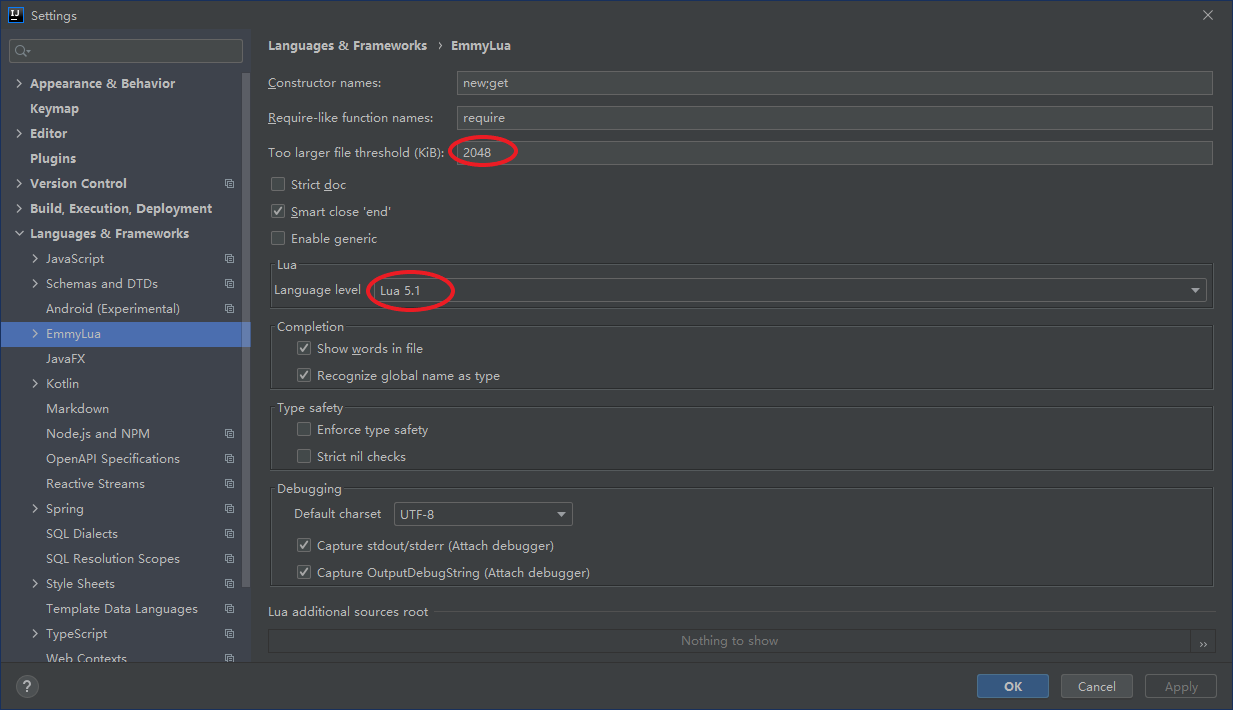 Settings
Appearance & Behavior
Keymap
Editor
Plugins
Version Control
Build, Execution, Deployment
Languages & Frameworks
JavaScript
Schemas and DTDs
Android (Experimental)
EmmyLua
JavaFX
Kotlin
Markdown
Node.js and NPM
OpenAPI Specifications
Reactive Streams
Spring
SQL Dialects
SQL Resolution Scopes
Style Sheets
Template Data Languages
TypeScript
Web Contexts
Languages & Frameworks › EmmyLua
Constructor names: new;get
Require-like function names: require
Too larger file threshold (KiB): 2048
Strict doc
Smart close 'end'
Enable generic
Lua
Language level Lua 5.1
Completion
Show words in file
Recognize global name as type
Type safety
Enforce type safety
Strict nil checks
Debugging
Default charset UTF-8
Capture stdout/stderr (Attach debugger)
Capture OutputDebugString (Attach debugger)
Lua additional sources root
Nothing to show
»
?
OK Cancel Apply